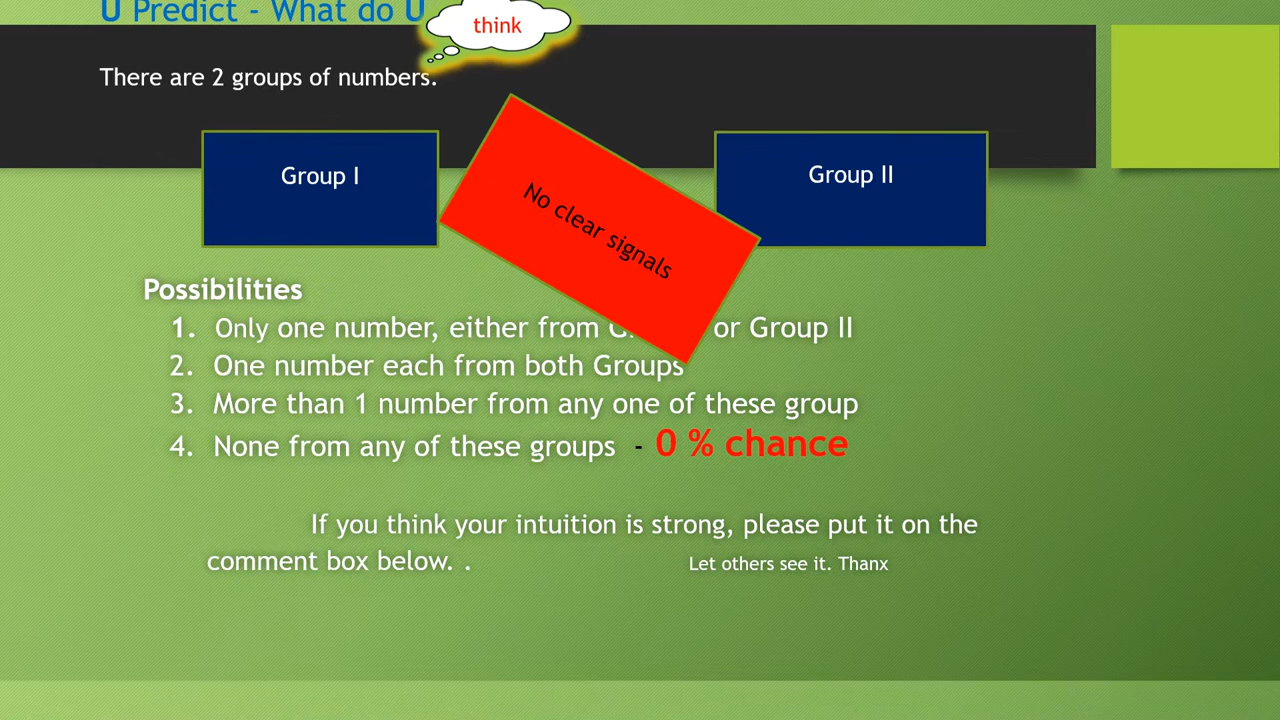 U Predict - What do U
think
There are 2 groups of numbers.
Group I
No clear signals
Group II
Possibilities
1. Only one number, either from or Group II
2. One number each from both Groups
3. More than 1 number from any one of these group
4. None from any of these groups - 0 % chance
If you think your intuition is strong, please put it on the
comment box below. .
Let others see it. Thanx